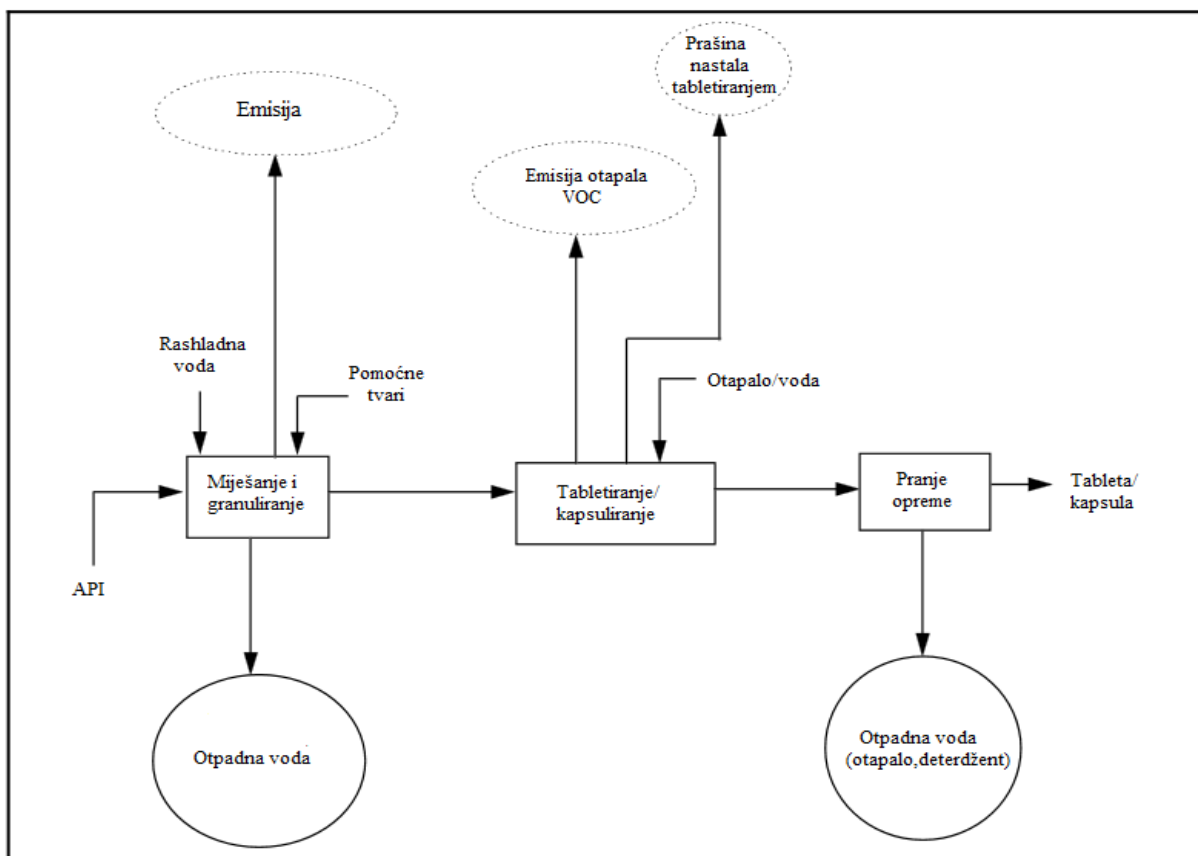 Prašina
nastala
tabletiranjem
Emisija
Emisija otapala
VOC
Rashladna
voda
Pomoćne
tvari
Otapalo/voda
Miješanje i
granuliranje
Tabletiranje/
kapsuliranje
Pranje
opreme
Tableta/
kapsula
API
Otpadna voda
Otpadna voda
(otapalo,deterdžent)